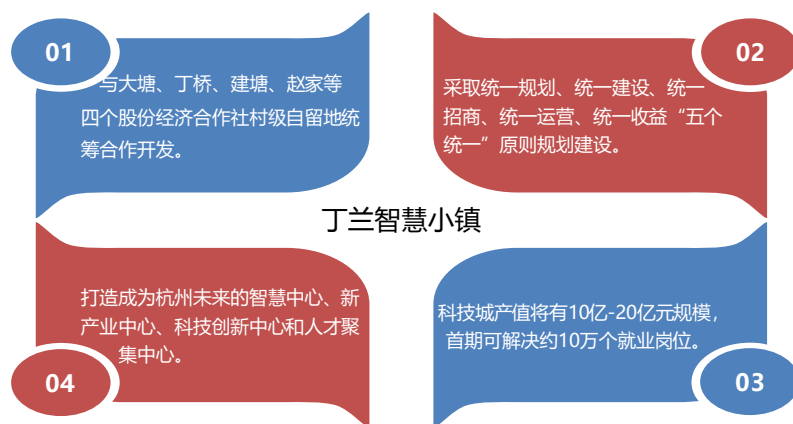 01
与大塘、丁桥、建塘、赵家等
四个股份经济合作社村级自留地统
筹合作开发。
02
采取统一规划、统一建设、统一
招商、统一运营、统一收益“五个
统一”原则规划建设。
丁兰智慧小镇
打造成为杭州未来的智慧中心、新
产业中心、科技创新中心和人才聚
集中心。
04
科技城产值将有10亿-20亿元规模，
首期可解决约10万个就业岗位。
03